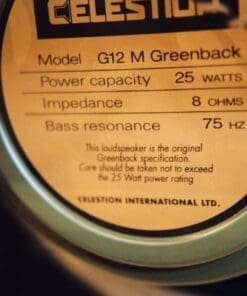 CELESTION
Model G12 M Greenback
Power capacity 25 WATTS
Impedance 8 OHMS
Bass resonance 75 HZ
This loudspeaker is the original
Greenback specification.
Care should be taken not to exceed
the 25 Watt power rating
CELESTION INTERNATIONAL LTD.